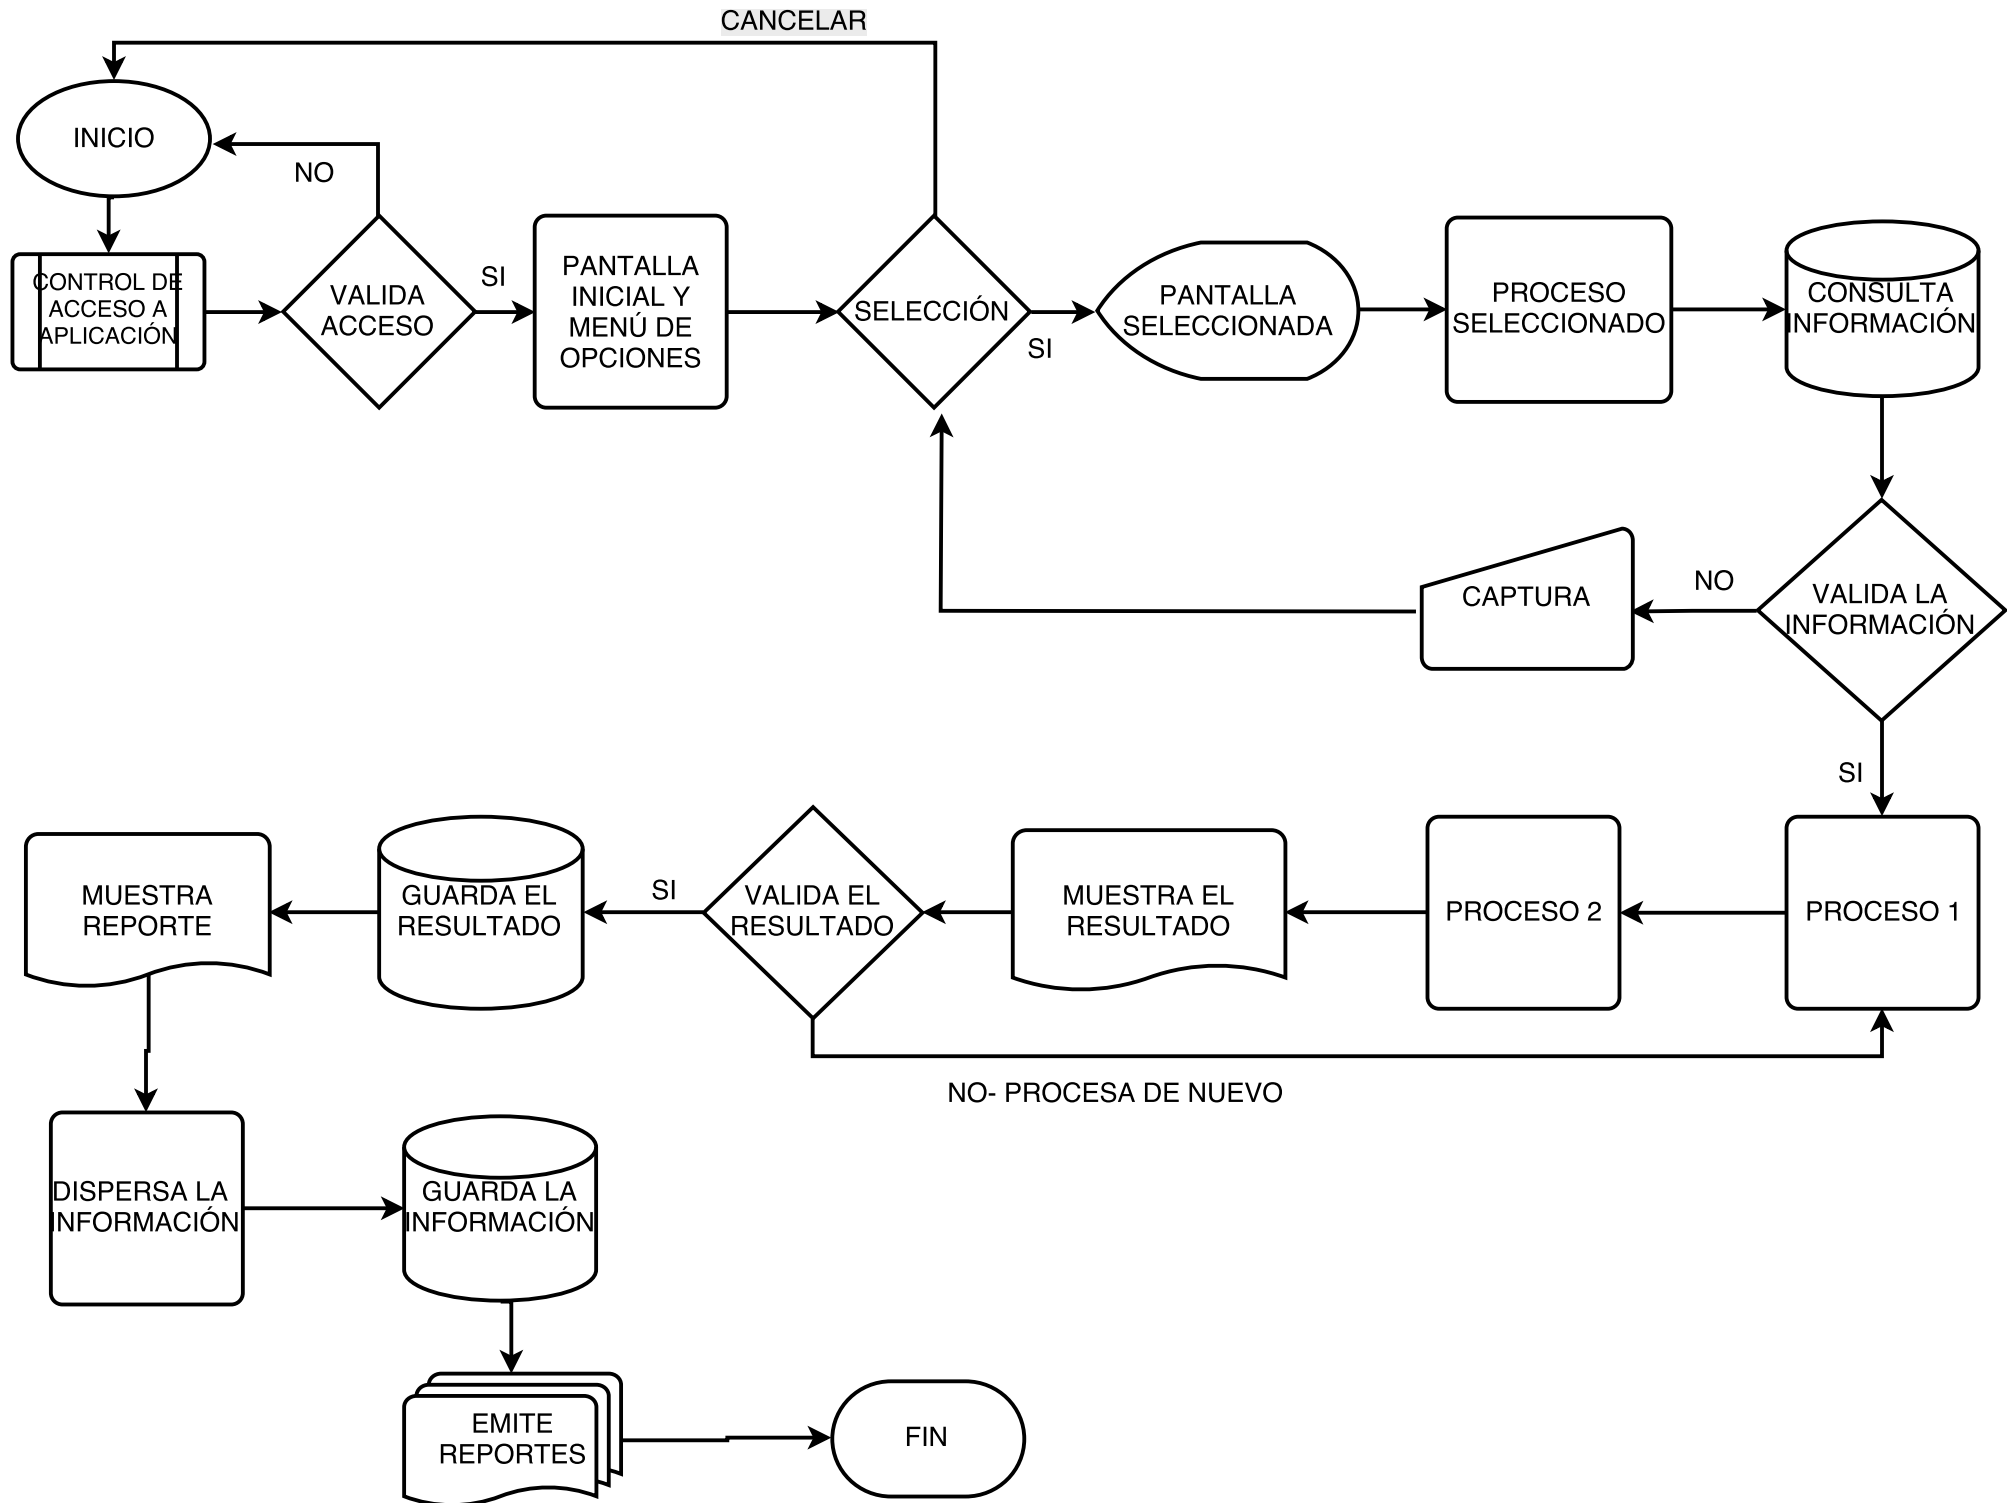 CANCELAR
INICIO
NO
CONTROL DE
ACCESO A
APLICACIÓN
VALIDA
ACCESO
SI
PANTALLA
INICIAL Y
MENÚ DE
OPCIONES
SELECCIÓN
SI
PANTALLA
SELECCIONADA
PROCESO
SELECCIONADO
CONSULTA
INFORMACIÓN
VALIDA LA
INFORMACIÓN
NO
CAPTURA
SI
PROCESO 1
PROCESO 2
MUESTRA EL
RESULTADO
VALIDA EL
RESULTADO
SI
GUARDA EL
RESULTADO
MUESTRA
REPORTE
NO- PROCESA DE NUEVO
DISPERSA LA
INFORMACIÓN
GUARDA LA
INFORMACIÓN
EMITE
REPORTES
FIN